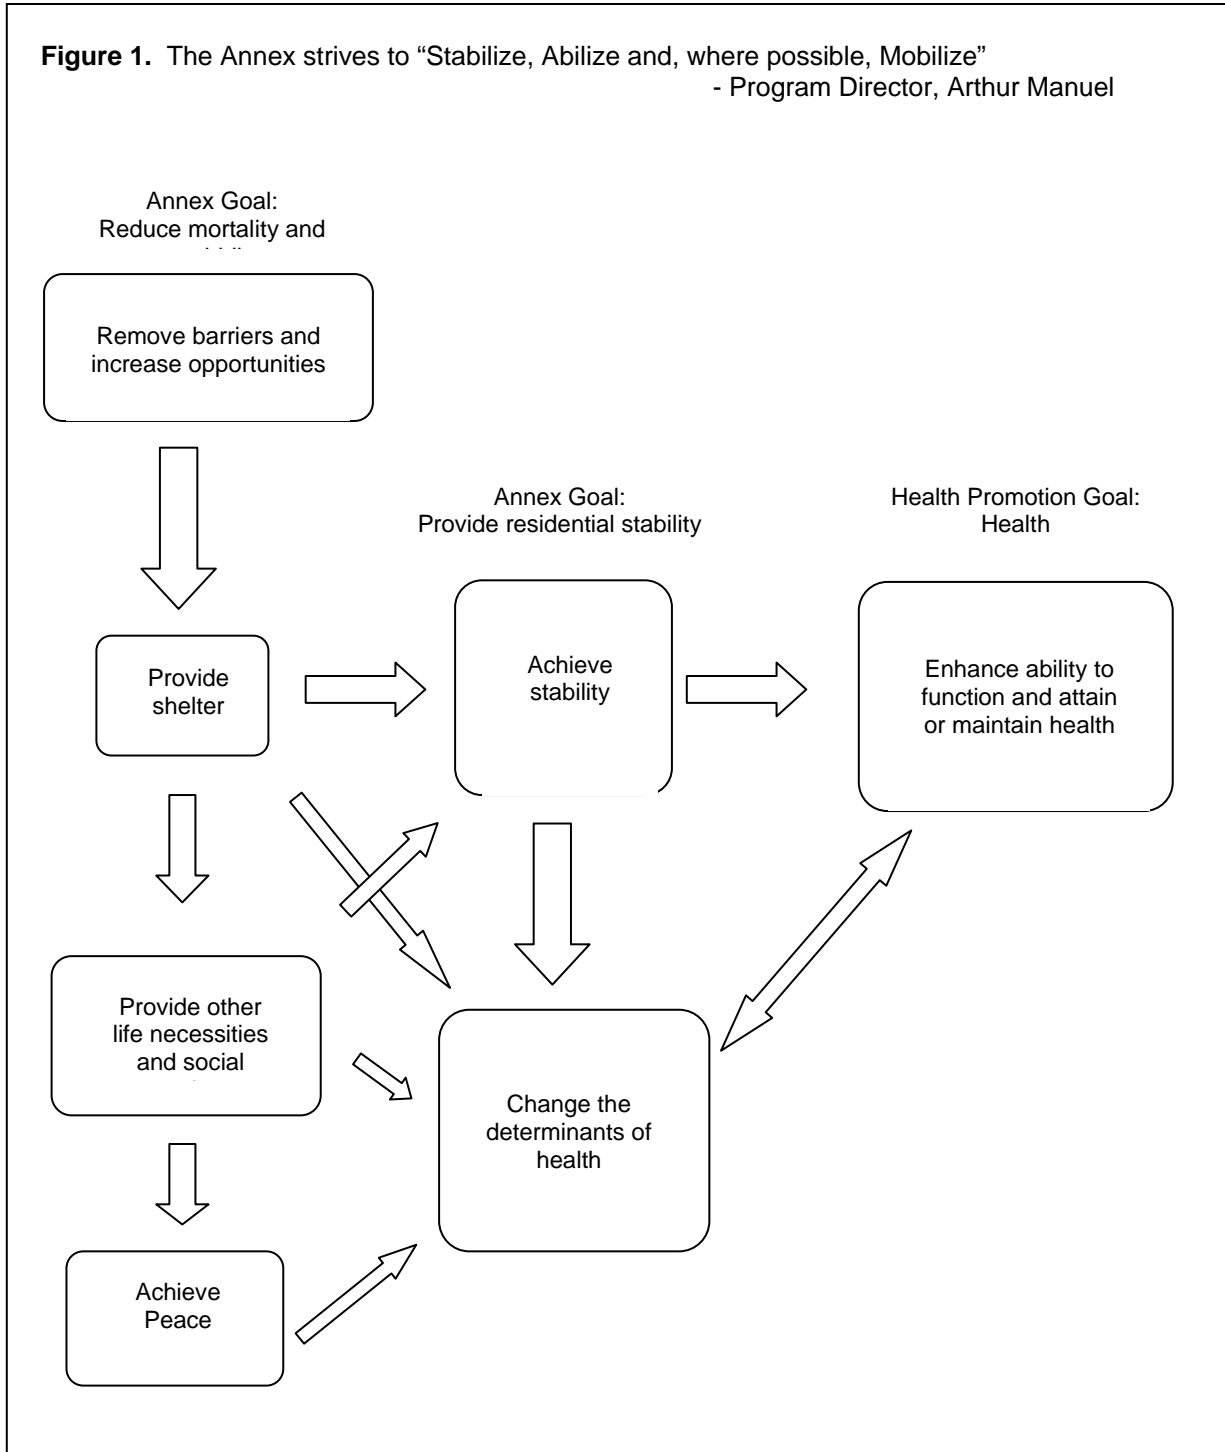 Figure 1. The Annex strives to “Stabilize, Abilize and, where possible, Mobilize”
- Program Director, Arthur Manuel
Annex Goal:
Reduce mortality and
Remove barriers and
increase opportunities
Annex Goal:
Provide residential stability
Health Promotion Goal:
Health
Provide
shelter
Achieve
stability
Enhance ability to
function and attain
or maintain health
Provide other
life necessities
and social
Change the
determinants of
health
Achieve
Peace